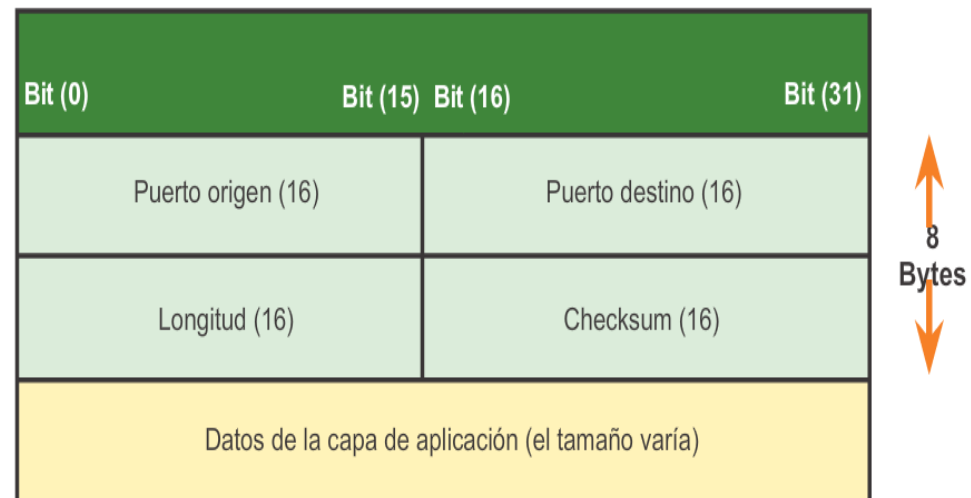 Bit (0)
Bit (15)
Bit (16)
Bit (31)
Puerto origen (16)
Puerto destino (16)
8
Bytes
Longitud (16)
Checksum (16)
Datos de la capa de aplicación (el tamaño varía)